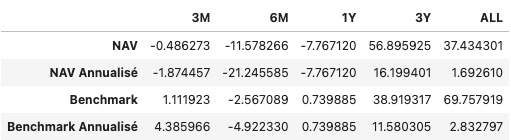 3M 6M 1Y 3Y ALL
NAV -0.486273 -11.578266 -7.767120 56.895925 37.434301
NAV Annualisé -1.874457 -21.245585 -7.767120 16.199401 1.692610
Benchmark 1.111923 -2.567089 0.739885 38.919317 69.757919
Benchmark Annualisé 4.385966 -4.922330 0.739885 11.580305 2.832797